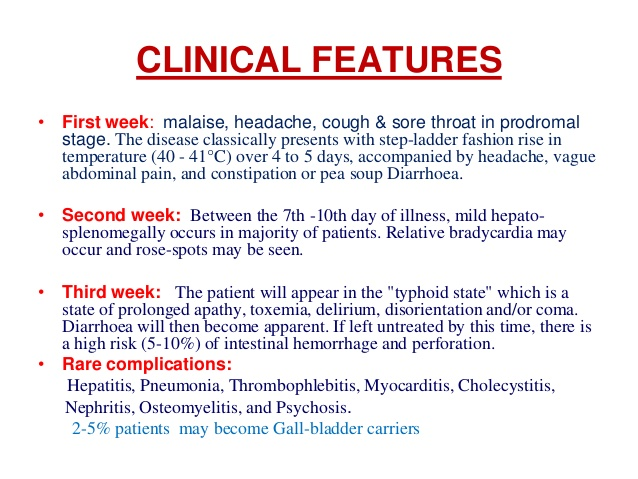 CLINICAL FEATURES
• First week: malaise, headache, cough & sore throat in prodromal
stage. The disease classically presents with step-ladder fashion rise in
temperature (40 - 41°C) over 4 to 5 days, accompanied by headache, vague
abdominal pain, and constipation or pea soup Diarrhoea.
• Second week: Between the 7th -10th day of illness, mild hepato-
splenomegally occurs in majority of patients. Relative bradycardia may
occur and rose-spots may be seen.
• Third week: The patient will appear in the "typhoid state" which is a
state of prolonged apathy, toxemia, delirium, disorientation and/or coma.
Diarrhoea will then become apparent. If left untreated by this time, there is
a high risk (5-10%) of intestinal hemorrhage and perforation.
• Rare complications:
Hepatitis, Pneumonia, Thrombophlebitis, Myocarditis, Cholecystitis,
Nephritis, Osteomyelitis, and Psychosis.
2-5% patients may become Gall-bladder carriers